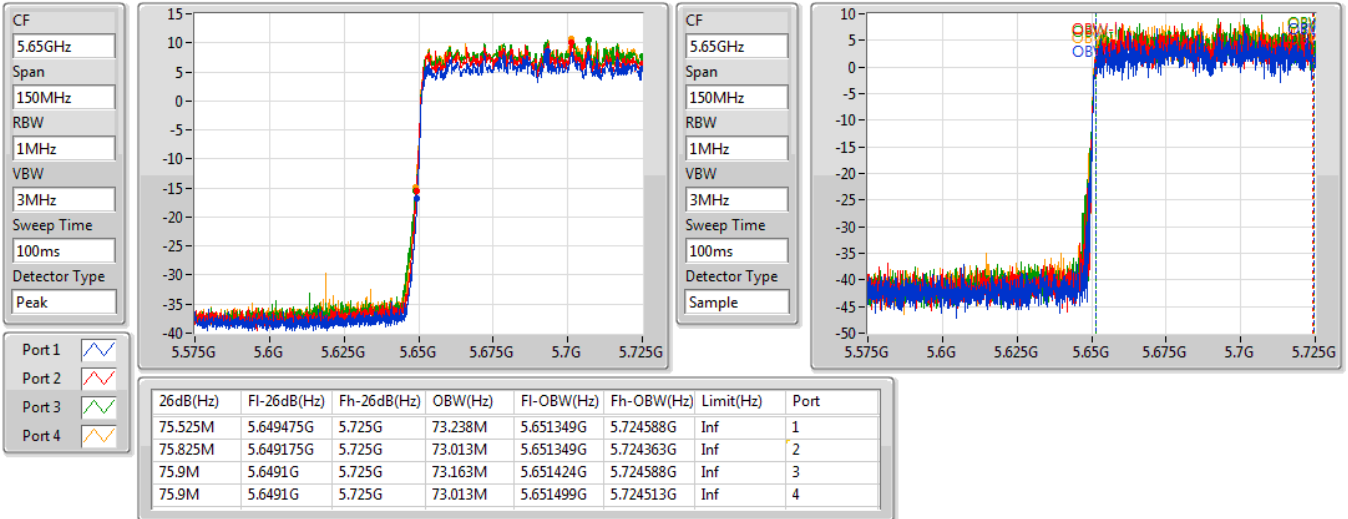 CF
5.65GHz
Span
150MHz
RBW
1MHz
VBW
3MHz
Sweep Time
100ms
Detector Type
Peak
15
10
5
0
-5
-10
-15
-20
-25
-30
-35
-40
5.575G 5.6G 5.625G 5.65G 5.675G 5.7G 5.725G
CF
5.65GHz
Span
150MHz
RBW
1MHz
VBW
3MHz
Sweep Time
100ms
Detector Type
Sample
10
5
0
-5
-10
-15
-20
-25
-30
-35
-40
-45
-50
5.575G 5.6G 5.625G 5.65G 5.675G 5.7G 5.725G
Port 1
Port 2
Port 3
Port 4
26dB(Hz) Fl-26dB(Hz) Fh-26dB(Hz) OBW(Hz) Fl-OBW(Hz) Fh-OBW(Hz) Limit(Hz) Port
75.525M 5.649475G 5.725G 73.238M 5.651349G 5.724588G Inf 1
75.825M 5.649175G 5.725G 73.013M 5.651349G 5.724363G Inf 2
75.9M 5.6491G 5.725G 73.163M 5.651424G 5.724588G Inf 3
75.9M 5.6491G 5.725G 73.013M 5.651499G 5.724513G Inf 4